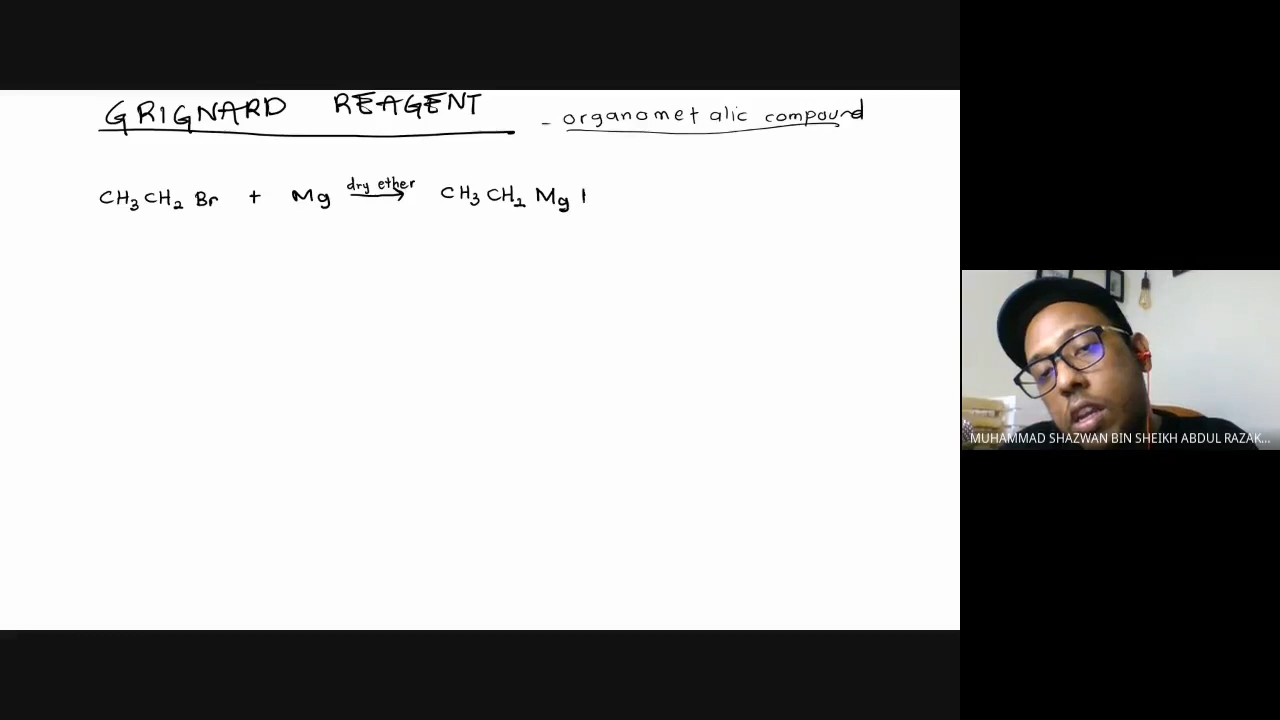 GRIGNARD REAGENT - organometalic compound
CH3CH2Br + Mg dry ether → CH3CH2Mg
MUHAMMAD SHAZWAN BIN SHEIKH ABDUL RAZAK...